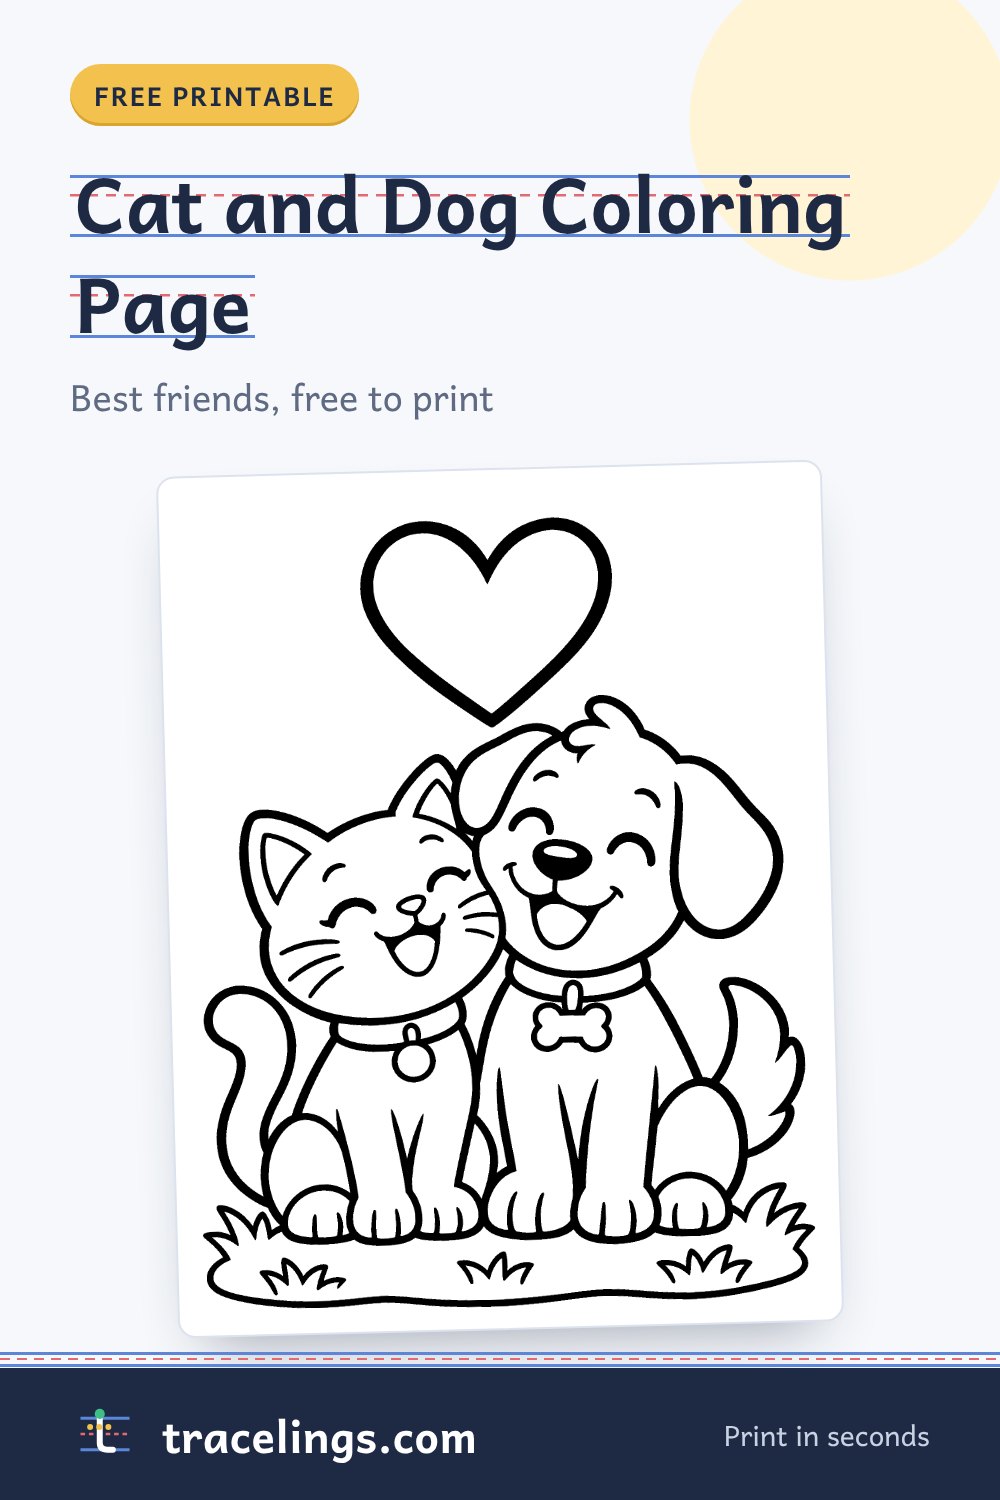 FREE PRINTABLE
Cat and Dog Coloring
Page
Best friends, free to print
tracelings.com
Print in seconds